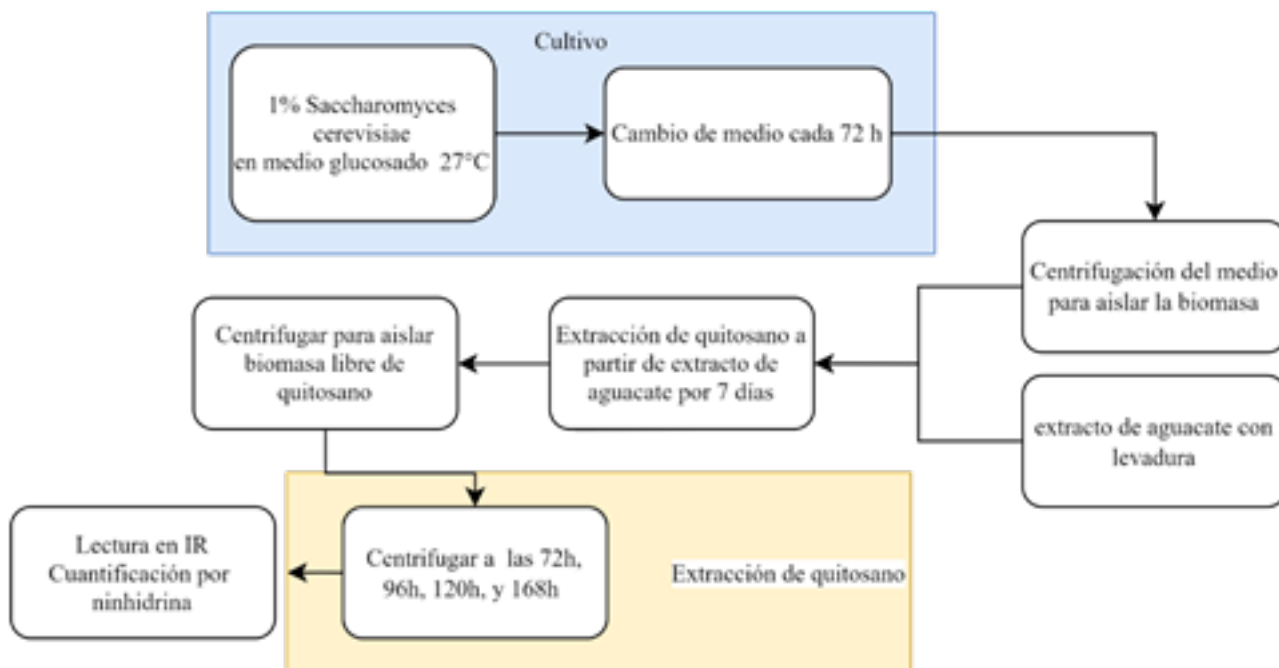 Cultivo
1% Saccharomyces
cerevisiae
en medio glucosado 27°C
Cambio de medio cada 72 h
Centrifugación del medio
para aislar la biomasa
extracto de aguacate con
levadura
Extracción de quitosano a
partir de extracto de
aguacate por 7 días
Centrifugar para aislar
biomasa libre de
quitosano
Centrifugar a las 72h,
96h, 120h, y 168h
Extracción de quitosano
Lectura en IR
Cuantificación por
ninhidrina